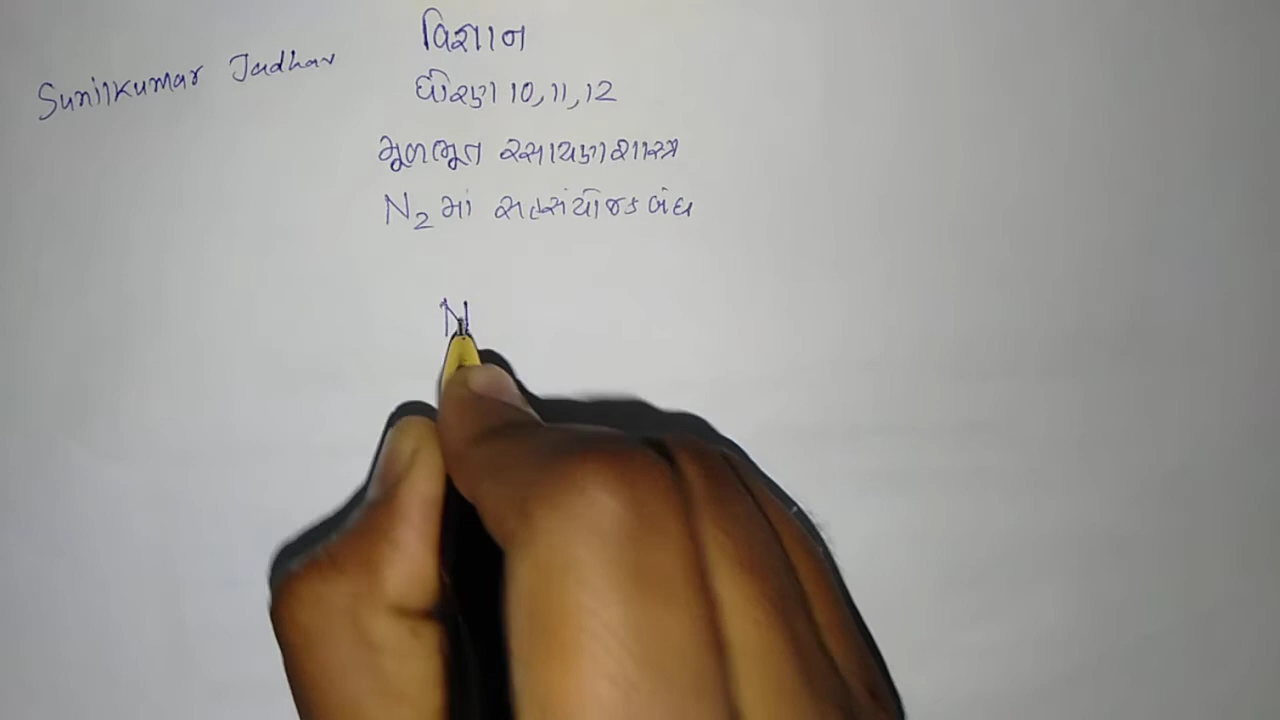 Sunilkumar Jadhav
વિજ્ઞાન
ધોરણ 10, 11, 12
મૂળભૂત રસાયણશાસ્ત્ર
N2 માં સહસંયોજક બંધ
N